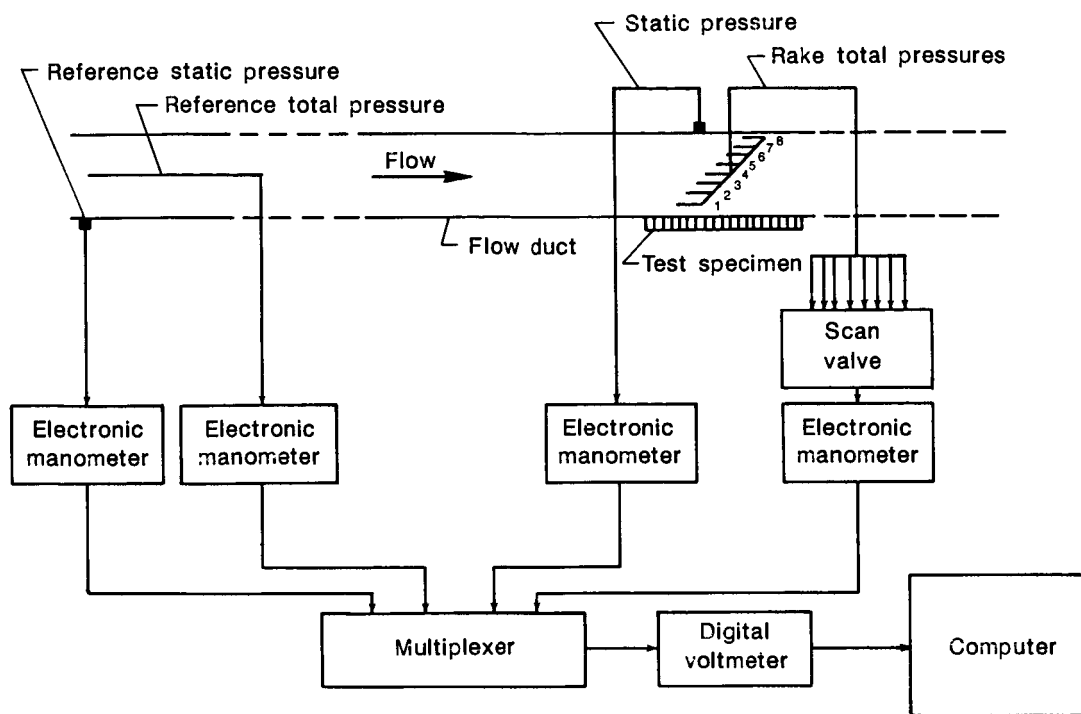 Static pressure
Reference static pressure
Rake total pressures
Reference total pressure
Flow
1 2 3 4 5 6 7 8
Flow duct
Test specimen
Scan
valve
Electronic
manometer
Electronic
manometer
Electronic
manometer
Electronic
manometer
Multiplexer
Digital
voltmeter
Computer